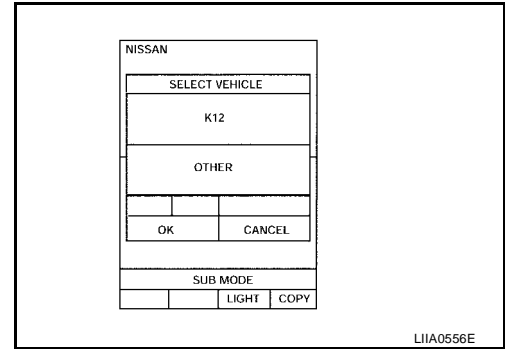 NISSAN
SELECT VEHICLE
K12
OTHER
OK CANCEL
SUB MODE
LIGHT COPY
LIIA0556E